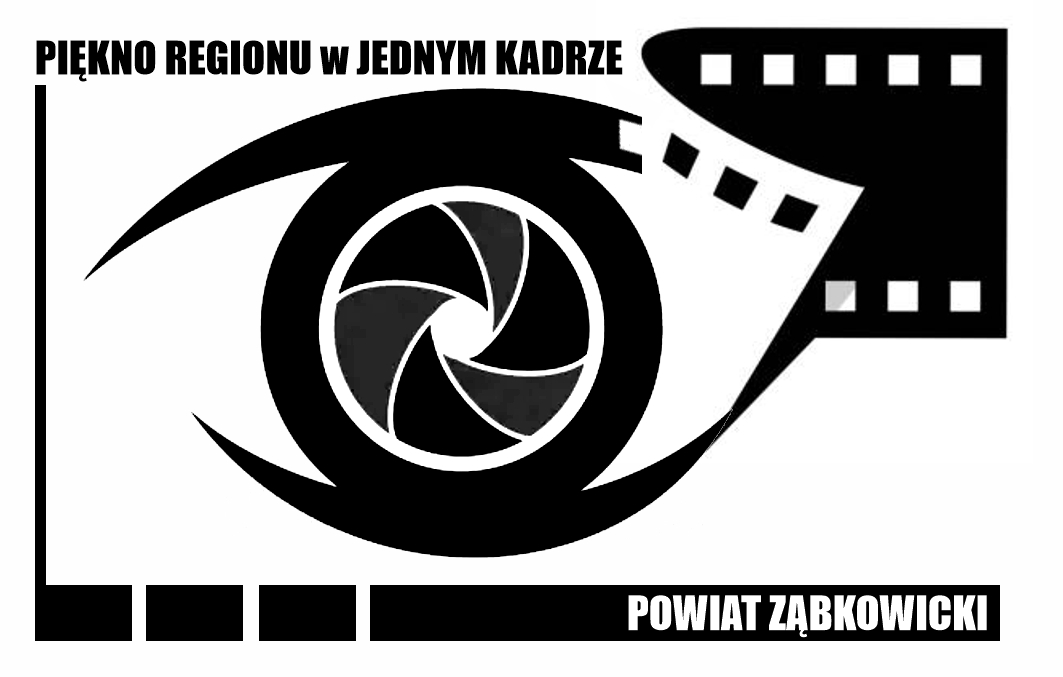 PIĘKNO REGIONU w JEDNYM KADRZE
POWIAT ZĄBKOWICKI